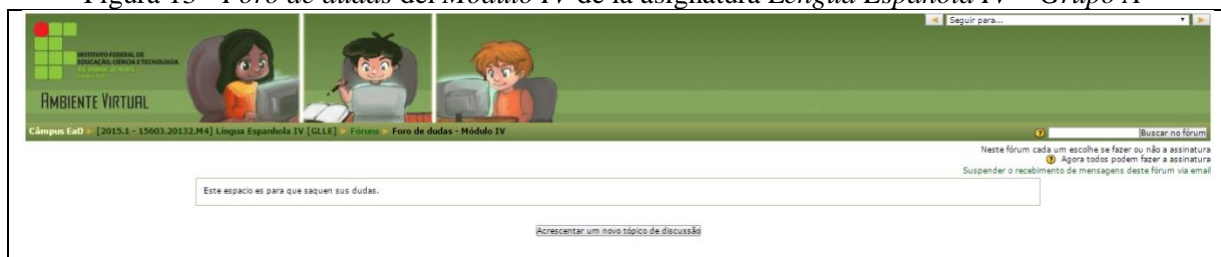 Figura 13 - Foro de dudas del Módulo IV de la asignatura Lengua Española IV – Grupo A
Seguir para...
INSTITUTO FEDERAL DE
EDUCAÇÃO, CIÊNCIA E TECNOLOGIA
RIO GRANDE DO NORTE
AMBIENTE VIRTUAL
Câmpus EaD ► [2015.1 - 15603.20132.M4] Língua Espanhola IV [GLLE] ► Fóruns ► Foro de dudas - Módulo IV
Buscar no fórum
Neste fórum cada um escolhe se fazer ou não a assinatura
Agora todos podem fazer a assinatura
Suspender o recebimento de mensagens deste fórum via email
Este espacio es para que saquen sus dudas.
Acrescentar um novo tópico de discussão